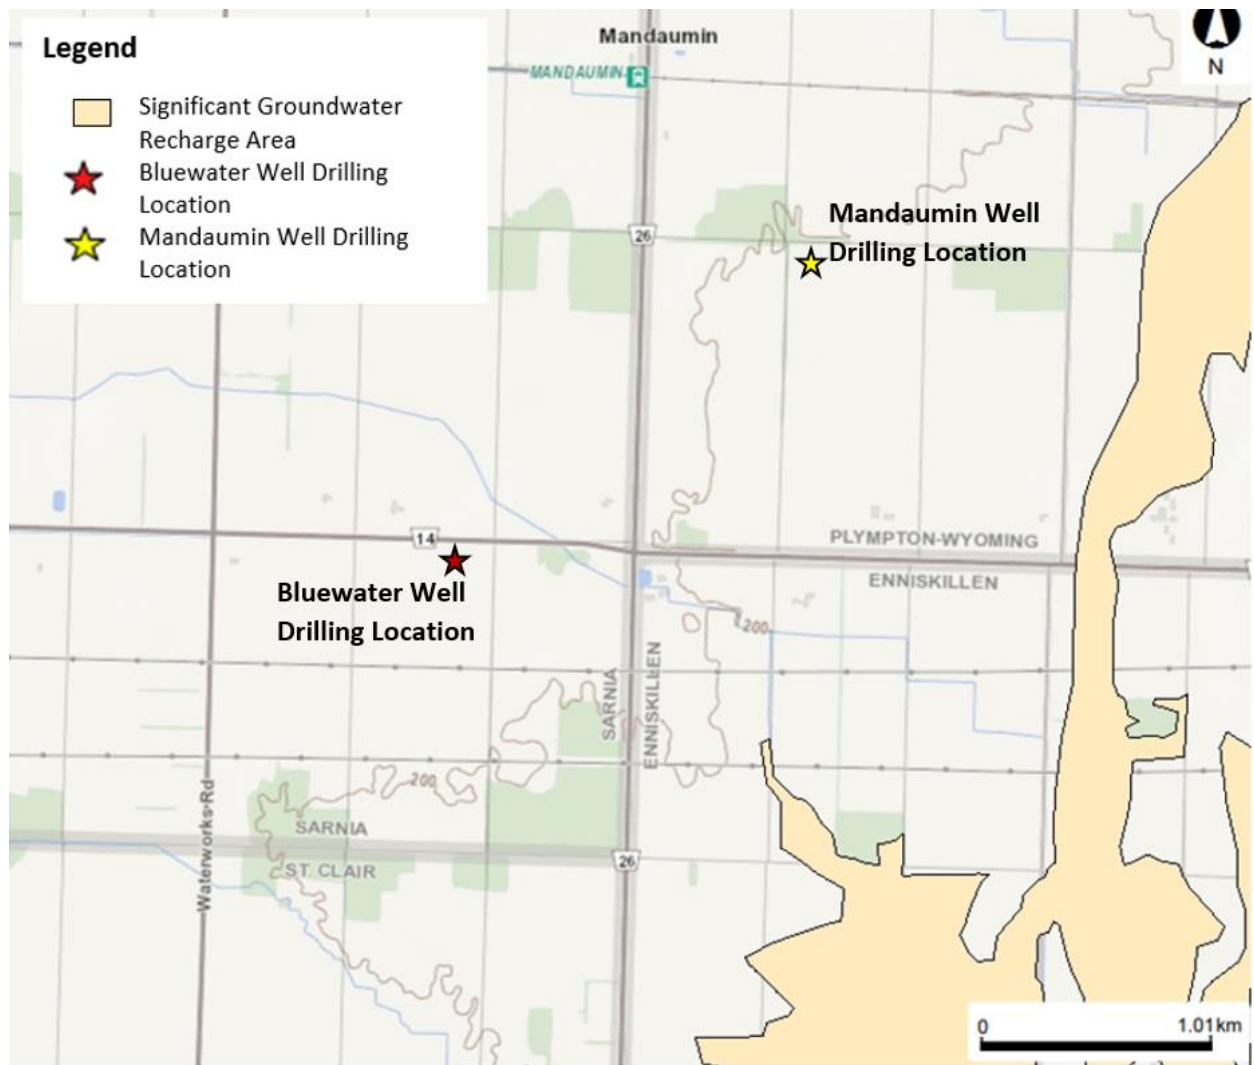 Legend
Significant Groundwater
Recharge Area
Bluewater Well Drilling
Location
Mandaumin Well Drilling
Location
Mandaumin
MANDAUMIN
N
26
Mandaumin Well
Drilling Location
14
PLYMPTON-WYOMING
ENNISKILLEN
Bluewater Well
Drilling Location
200
SARNIA
ENNISKILLEN
200
Waterworks Rd
SARNIA
26
ST. CLAIR
0 1.01 km